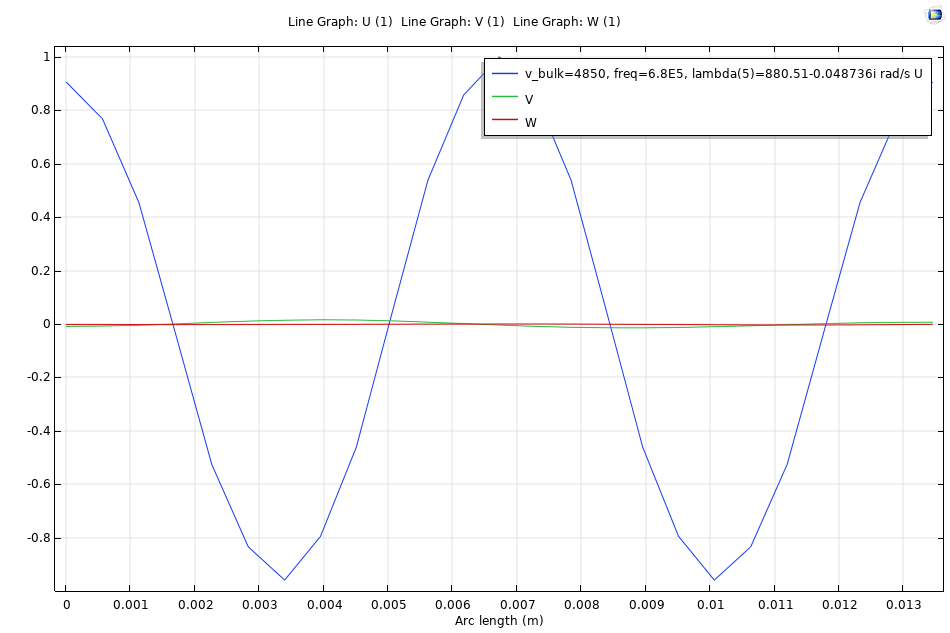 Line Graph: U (1)  Line Graph: V (1)  Line Graph: W (1)
v_bulk=4850, freq=6.8E5, lambda(5)=880.51-0.048736i rad/s U
V
W
1
0.8
0.6
0.4
0.2
0
-0.2
-0.4
-0.6
-0.8
0 0.001 0.002 0.003 0.004 0.005 0.006 0.007 0.008 0.009 0.01 0.011 0.012 0.013
Arc length (m)